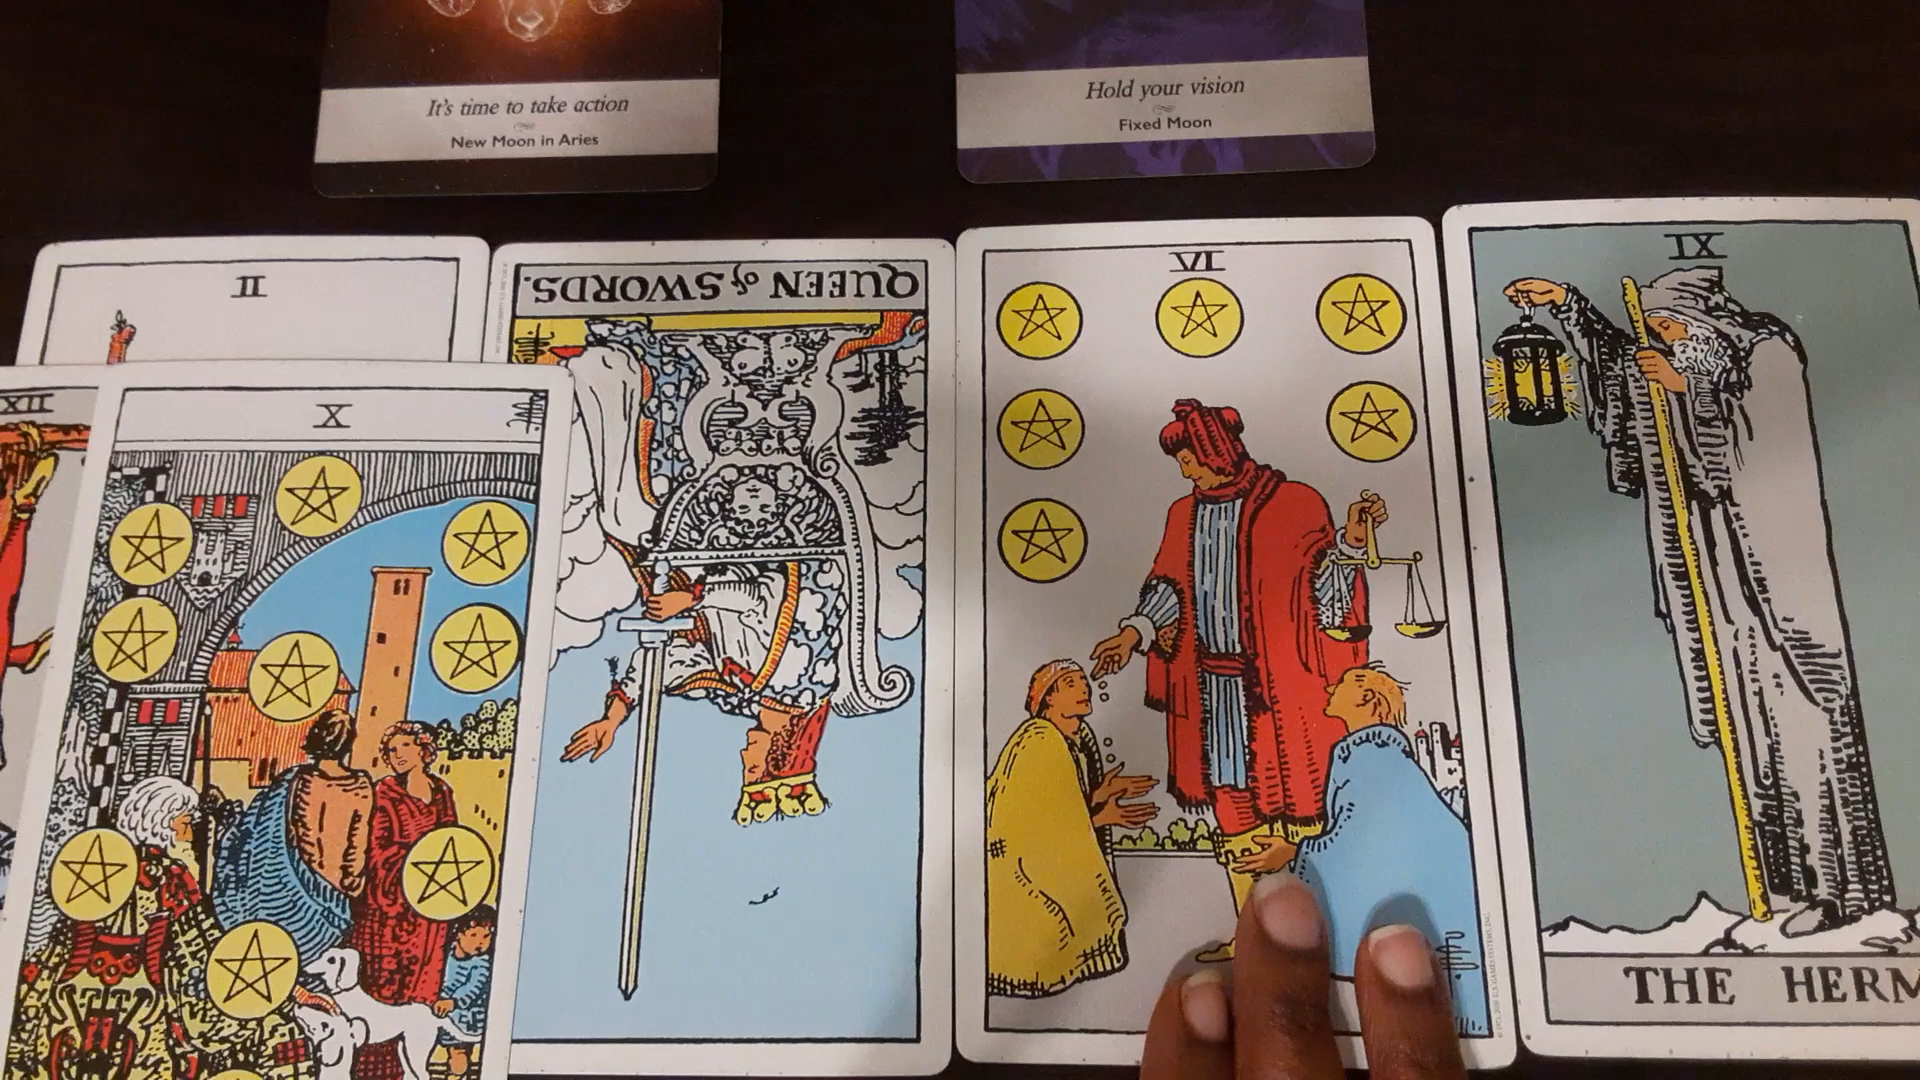 It's time to take action
New Moon in Aries
Hold your vision
Fixed Moon
II
QUEEN of SWORDS.
VI
IX
XII
X
THE HERM